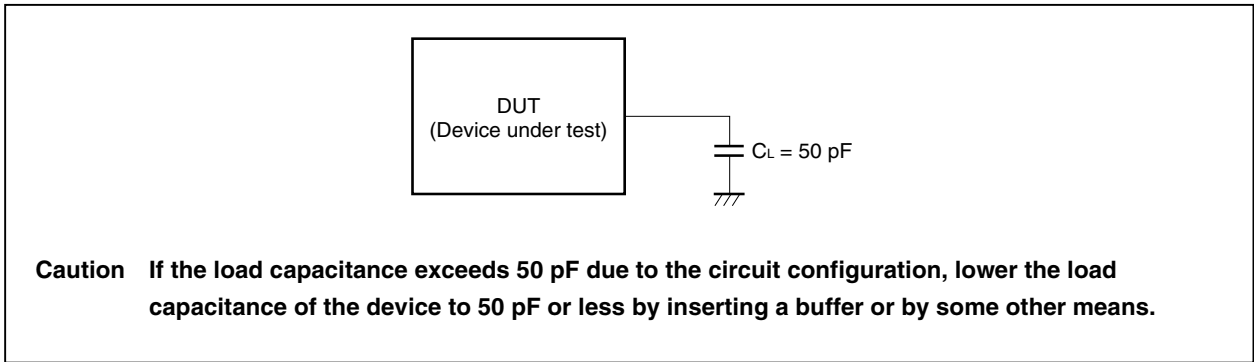 DUT
(Device under test)
CL = 50 pF
Caution If the load capacitance exceeds 50 pF due to the circuit configuration, lower the load
capacitance of the device to 50 pF or less by inserting a buffer or by some other means.